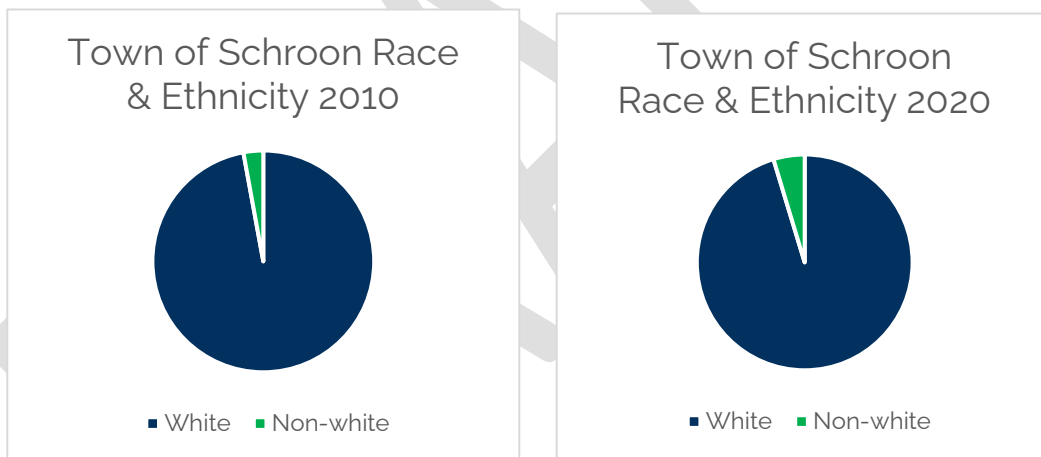 Town of Schroon Race
& Ethnicity 2010
White Non-white
Town of Schroon
Race & Ethnicity 2020
White Non-white